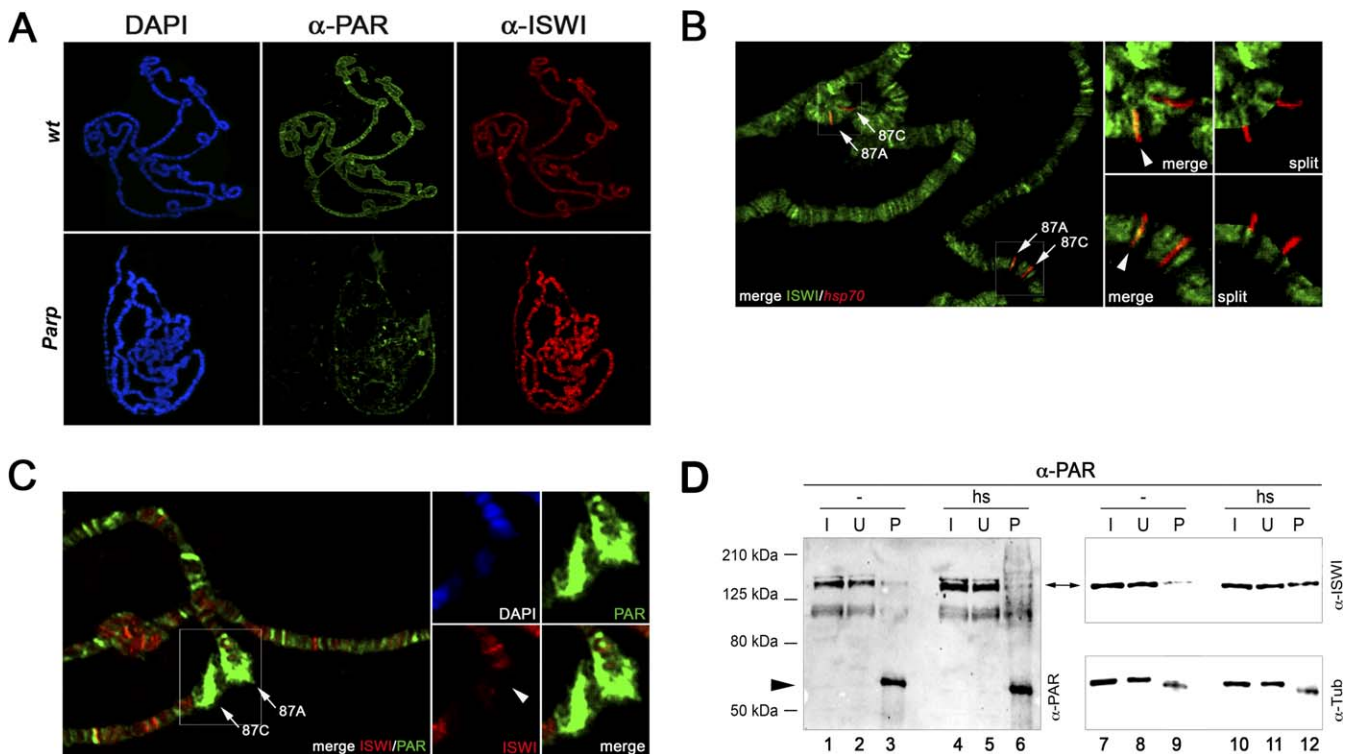 A
DAPI α-PAR α-ISWI
wt
Parp
B
87C
87A
87A
87C
merge ISWI/hsp70
merge split
merge split
C
87A
87C
merge ISWI/PAR
DAPI PAR
ISWI merge
D
α-PAR
- hs - hs
I U P I U P I U P I U P
210 kDa
125 kDa
80 kDa
50 kDa
α-PAR
α-ISWI
α-Tub
1 2 3 4 5 6 7 8 9 10 11 12